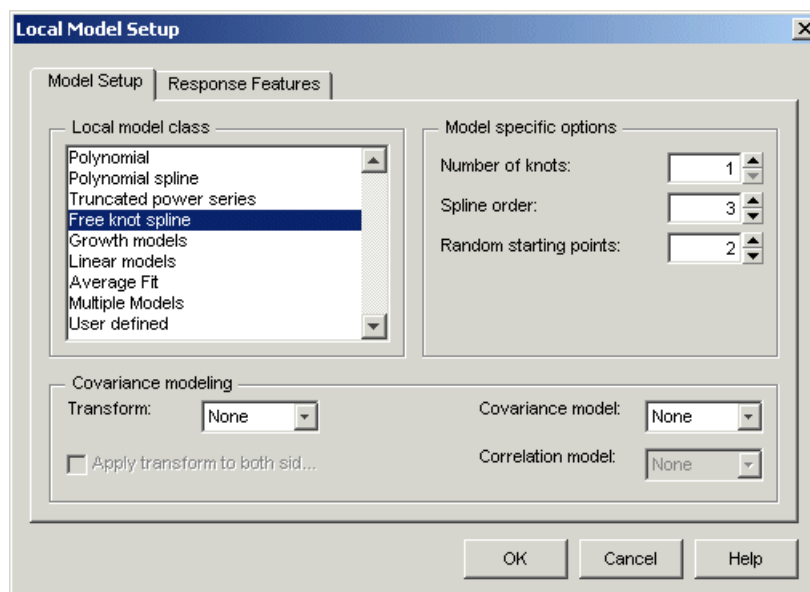 Local Model Setup
Model Setup
Response Features
Local model class
Polynomial
Polynomial spline
Truncated power series
Free knot spline
Growth models
Linear models
Average Fit
Multiple Models
User defined
Model specific options
Number of knots: 1
Spline order: 3
Random starting points: 2
Covariance modeling
Transform: None
Apply transform to both sid...
Covariance model: None
Correlation model: None
OK Cancel Help